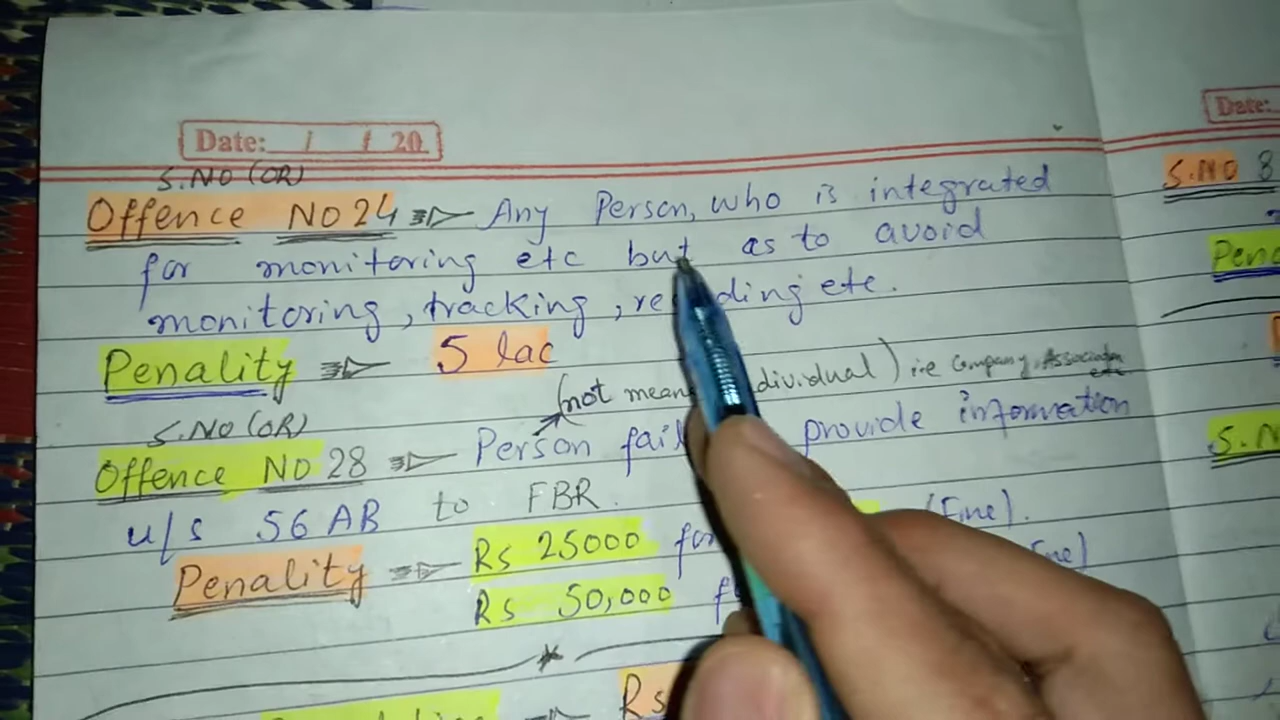 Date: / / 20
S.NO (OR)
Offence NO 24 ⇒ Any Person, who is integrated
for monitoring etc but as to avoid
monitoring, tracking, re ding etc.
Penality ⇒ 5 lac
(not mean dividual) i.e Company, Association etc
S.NO (OR)
Offence NO 28 ⇒ Person fail provide information
u/s 56 AB to FBR.
Penality ⇒ Rs 25000 for (Fine).
Rs 50,000 f
Rs
Date:
S.NO 8
Pena
S.N